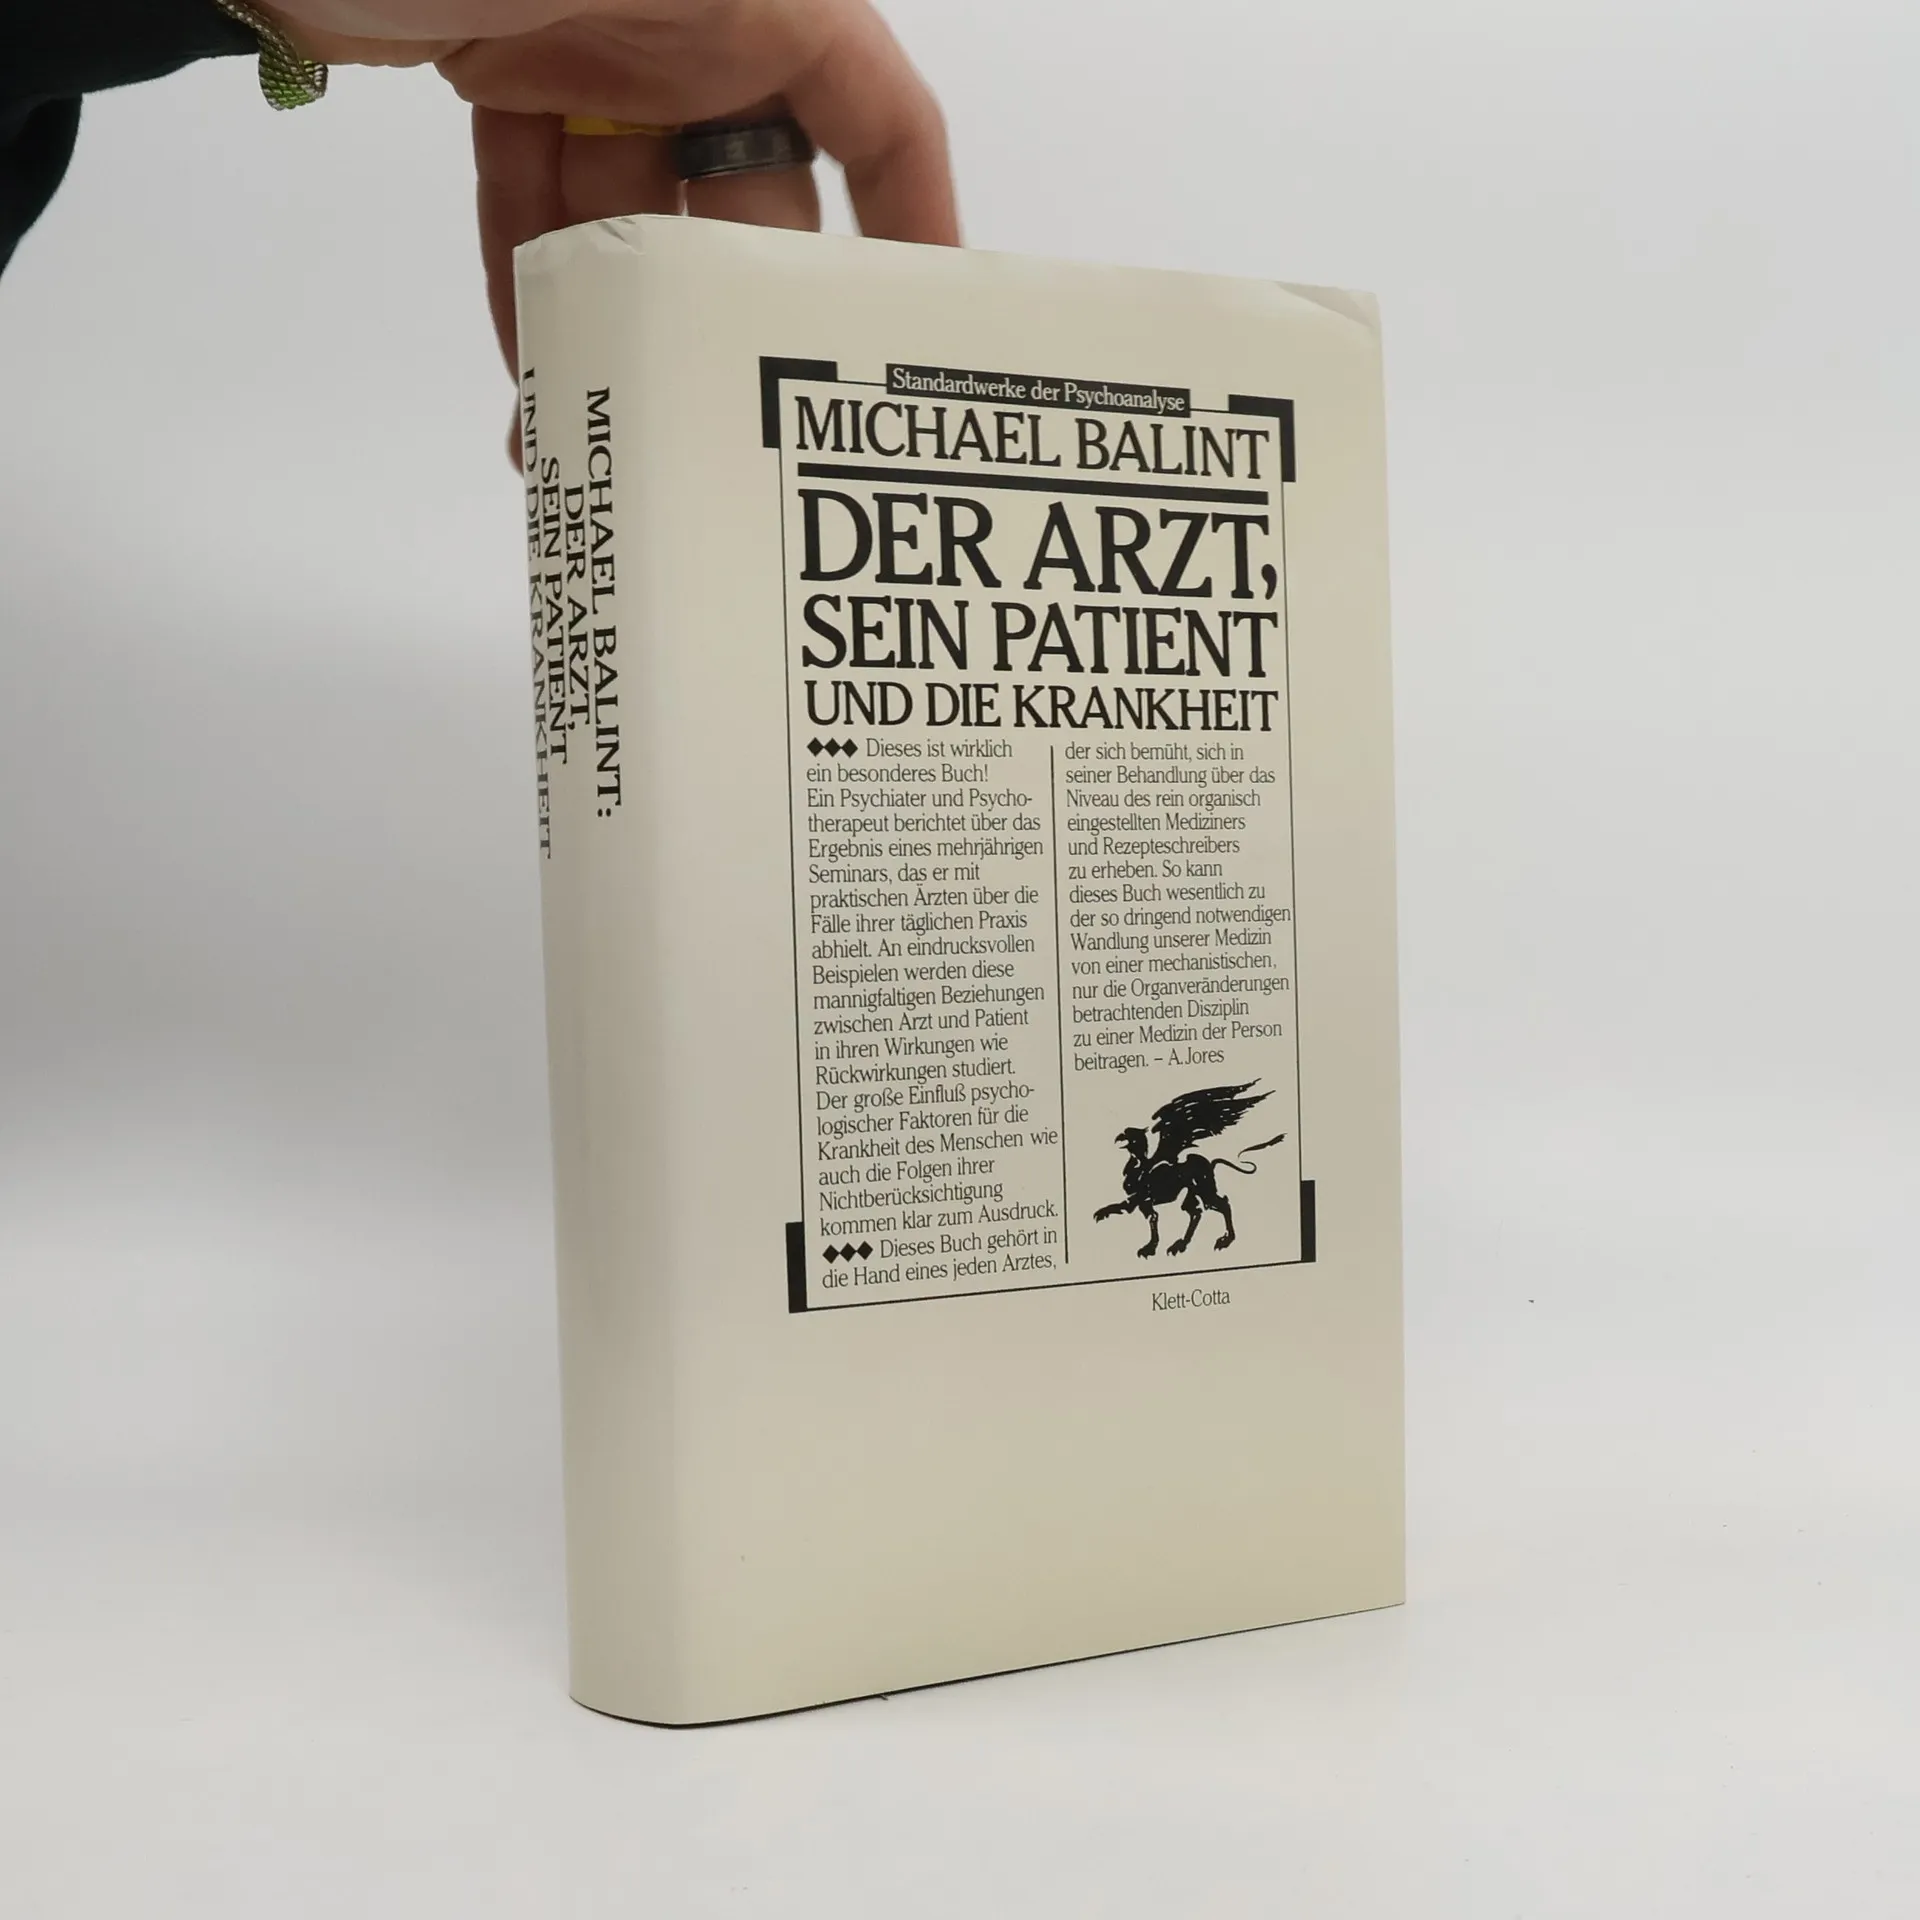 MICHAEL BALINT:
DER ARZT,
SEIN PATIENT
UND DIE KRANKHEIT
Standardwerke der Psychoanalyse
MICHAEL BALINT
DER ARZT,
SEIN PATIENT
UND DIE KRANKHEIT
◆◆◆ Dieses ist wirklich
ein besonderes Buch!
Ein Psychiater und Psycho-
therapeut berichtet über das
Ergebnis eines mehrjährigen
Seminars, das er mit
praktischen Ärzten über die
Fälle ihrer täglichen Praxis
abhielt. An eindrucksvollen
Beispielen werden diese
mannigfaltigen Beziehungen
zwischen Arzt und Patient
in ihren Wirkungen wie
Rückwirkungen studiert.
Der große Einfluß psycho-
logischer Faktoren für die
Krankheit des Menschen wie
auch die Folgen ihrer
Nichtberücksichtigung
kommen klar zum Ausdruck.
◆◆◆ Dieses Buch gehört in
die Hand eines jeden Arztes,
der sich bemüht, sich in
seiner Behandlung über das
Niveau des rein organisch
eingestellten Mediziners
und Rezepteschreibers
zu erheben. So kann
dieses Buch wesentlich zu
der so dringend notwendigen
Wandlung unserer Medizin
von einer mechanistischen,
nur die Organveränderungen
betrachtenden Disziplin
zu einer Medizin der Person
beitragen. – A. Jores
Klett-Cotta